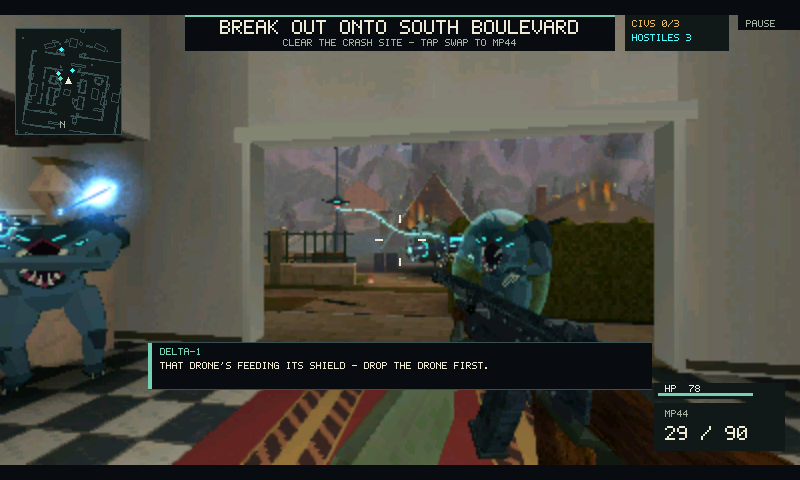 BREAK OUT ONTO SOUTH BOULEVARD
CLEAR THE CRASH SITE - TAP SWAP TO MP44
CIVS 0/3
HOSTILES 3
PAUSE
N
DELTA-1
THAT DRONE'S FEEDING ITS SHIELD - DROP THE DRONE FIRST.
HP 78
MP44
29 / 90